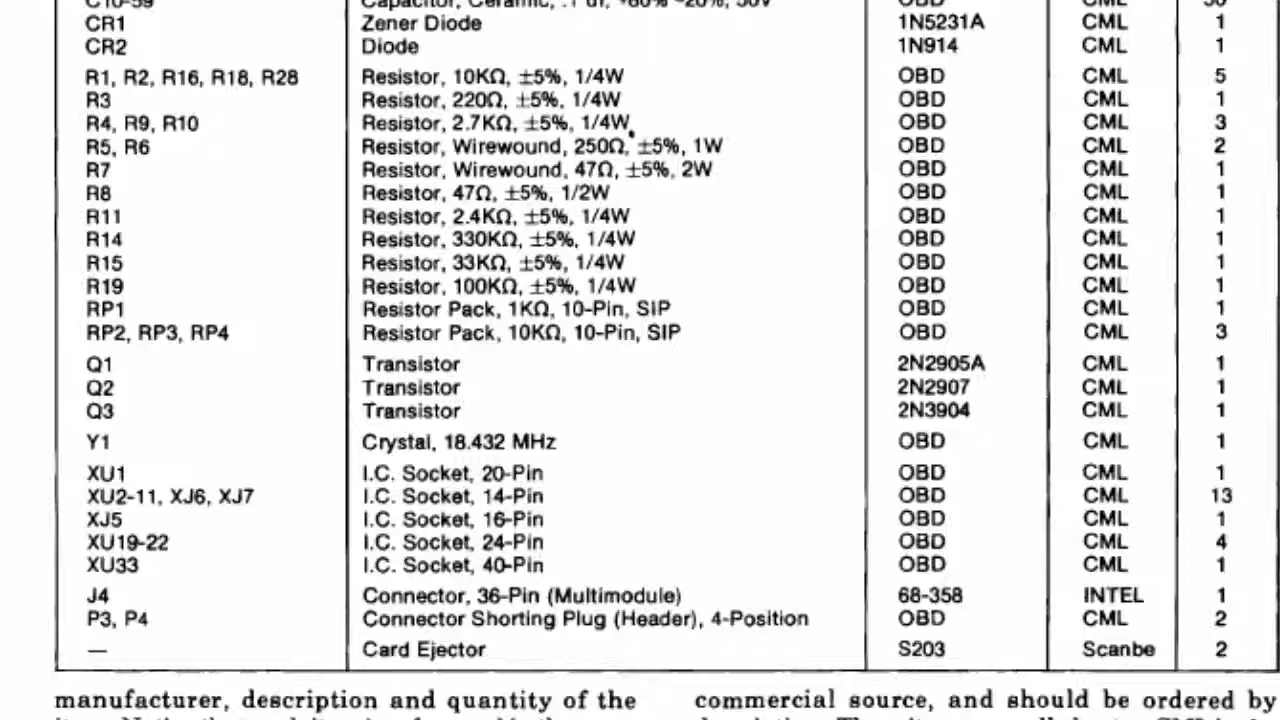 C10-59 Capacitor, Ceramic, .1 uf, +80% -20%, 50V OBD CML 50
CR1 Zener Diode 1N5231A CML 1
CR2 Diode 1N914 CML 1
R1, R2, R16, R18, R28 Resistor, 10KΩ, ±5%, 1/4W OBD CML 5
R3 Resistor, 220Ω, ±5%, 1/4W OBD CML 1
R4, R9, R10 Resistor, 2.7KΩ, ±5%, 1/4W OBD CML 3
R5, R6 Resistor, Wirewound, 250Ω, ±5%, 1W OBD CML 2
R7 Resistor, Wirewound, 47Ω, ±5%, 2W OBD CML 1
R8 Resistor, 47Ω, ±5%, 1/2W OBD CML 1
R11 Resistor, 2.4KΩ, ±5%, 1/4W OBD CML 1
R14 Resistor, 330KΩ, ±5%, 1/4W OBD CML 1
R15 Resistor, 33KΩ, ±5%, 1/4W OBD CML 1
R19 Resistor, 100KΩ, ±5%, 1/4W OBD CML 1
RP1 Resistor Pack, 1KΩ, 10-Pin, SIP OBD CML 1
RP2, RP3, RP4 Resistor Pack, 10KΩ, 10-Pin, SIP OBD CML 3
Q1 Transistor 2N2905A CML 1
Q2 Transistor 2N2907 CML 1
Q3 Transistor 2N3904 CML 1
Y1 Crystal, 18.432 MHz OBD CML 1
XU1 I.C. Socket, 20-Pin OBD CML 1
XU2-11, XJ6, XJ7 I.C. Socket, 14-Pin OBD CML 13
XJ5 I.C. Socket, 16-Pin OBD CML 1
XU19-22 I.C. Socket, 24-Pin OBD CML 4
XU33 I.C. Socket, 40-Pin OBD CML 1
J4 Connector, 36-Pin (Multimodule) 68-358 INTEL 1
P3, P4 Connector Shorting Plug (Header), 4-Position OBD CML 2
— Card Ejector S203 Scanbe 2
manufacturer, description and quantity of the
commercial source, and should be ordered by